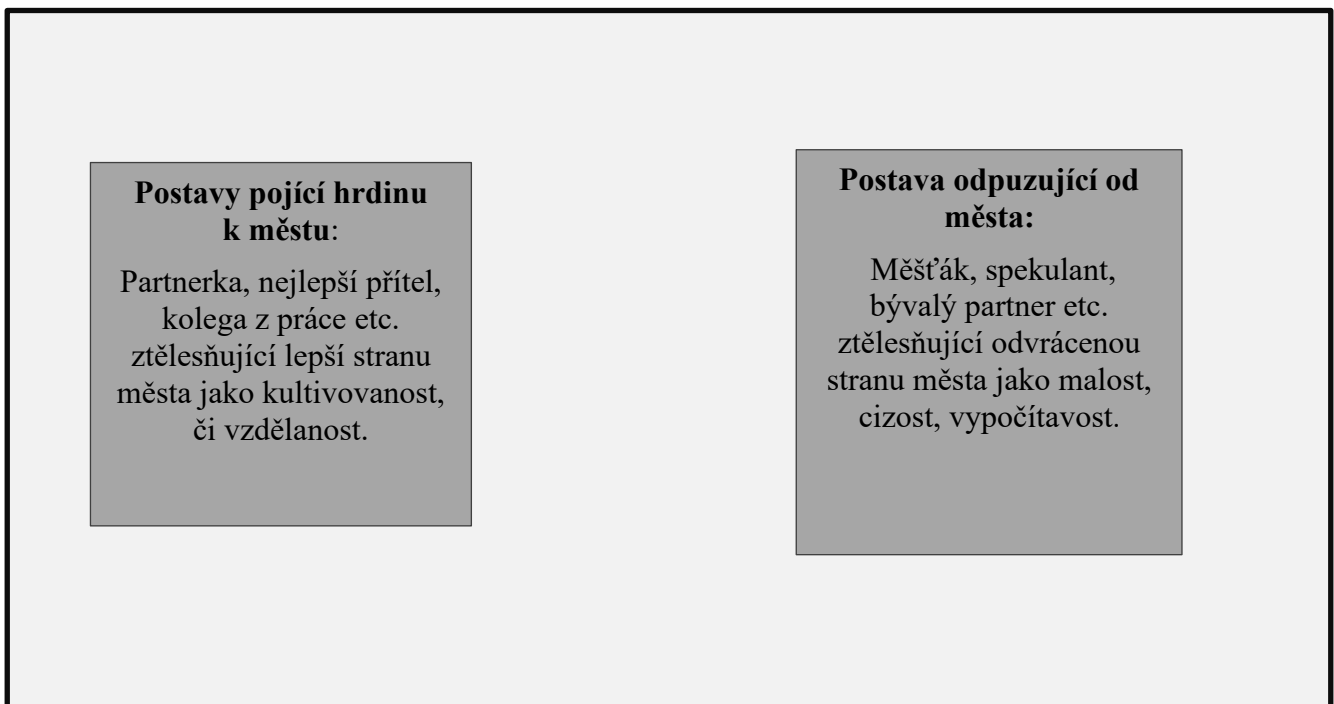 Postavy pojící hrdinu
k městu:
Partnerka, nejlepší přítel,
kolega z práce etc.
ztělesňující lepší stranu
města jako kultivovanost,
či vzdělanost.
Postava odpuzující od
města:
Měšťák, spekulant,
bývalý partner etc.
ztělesňující odvrácenou
stranu města jako malost,
cizost, vypočítavost.